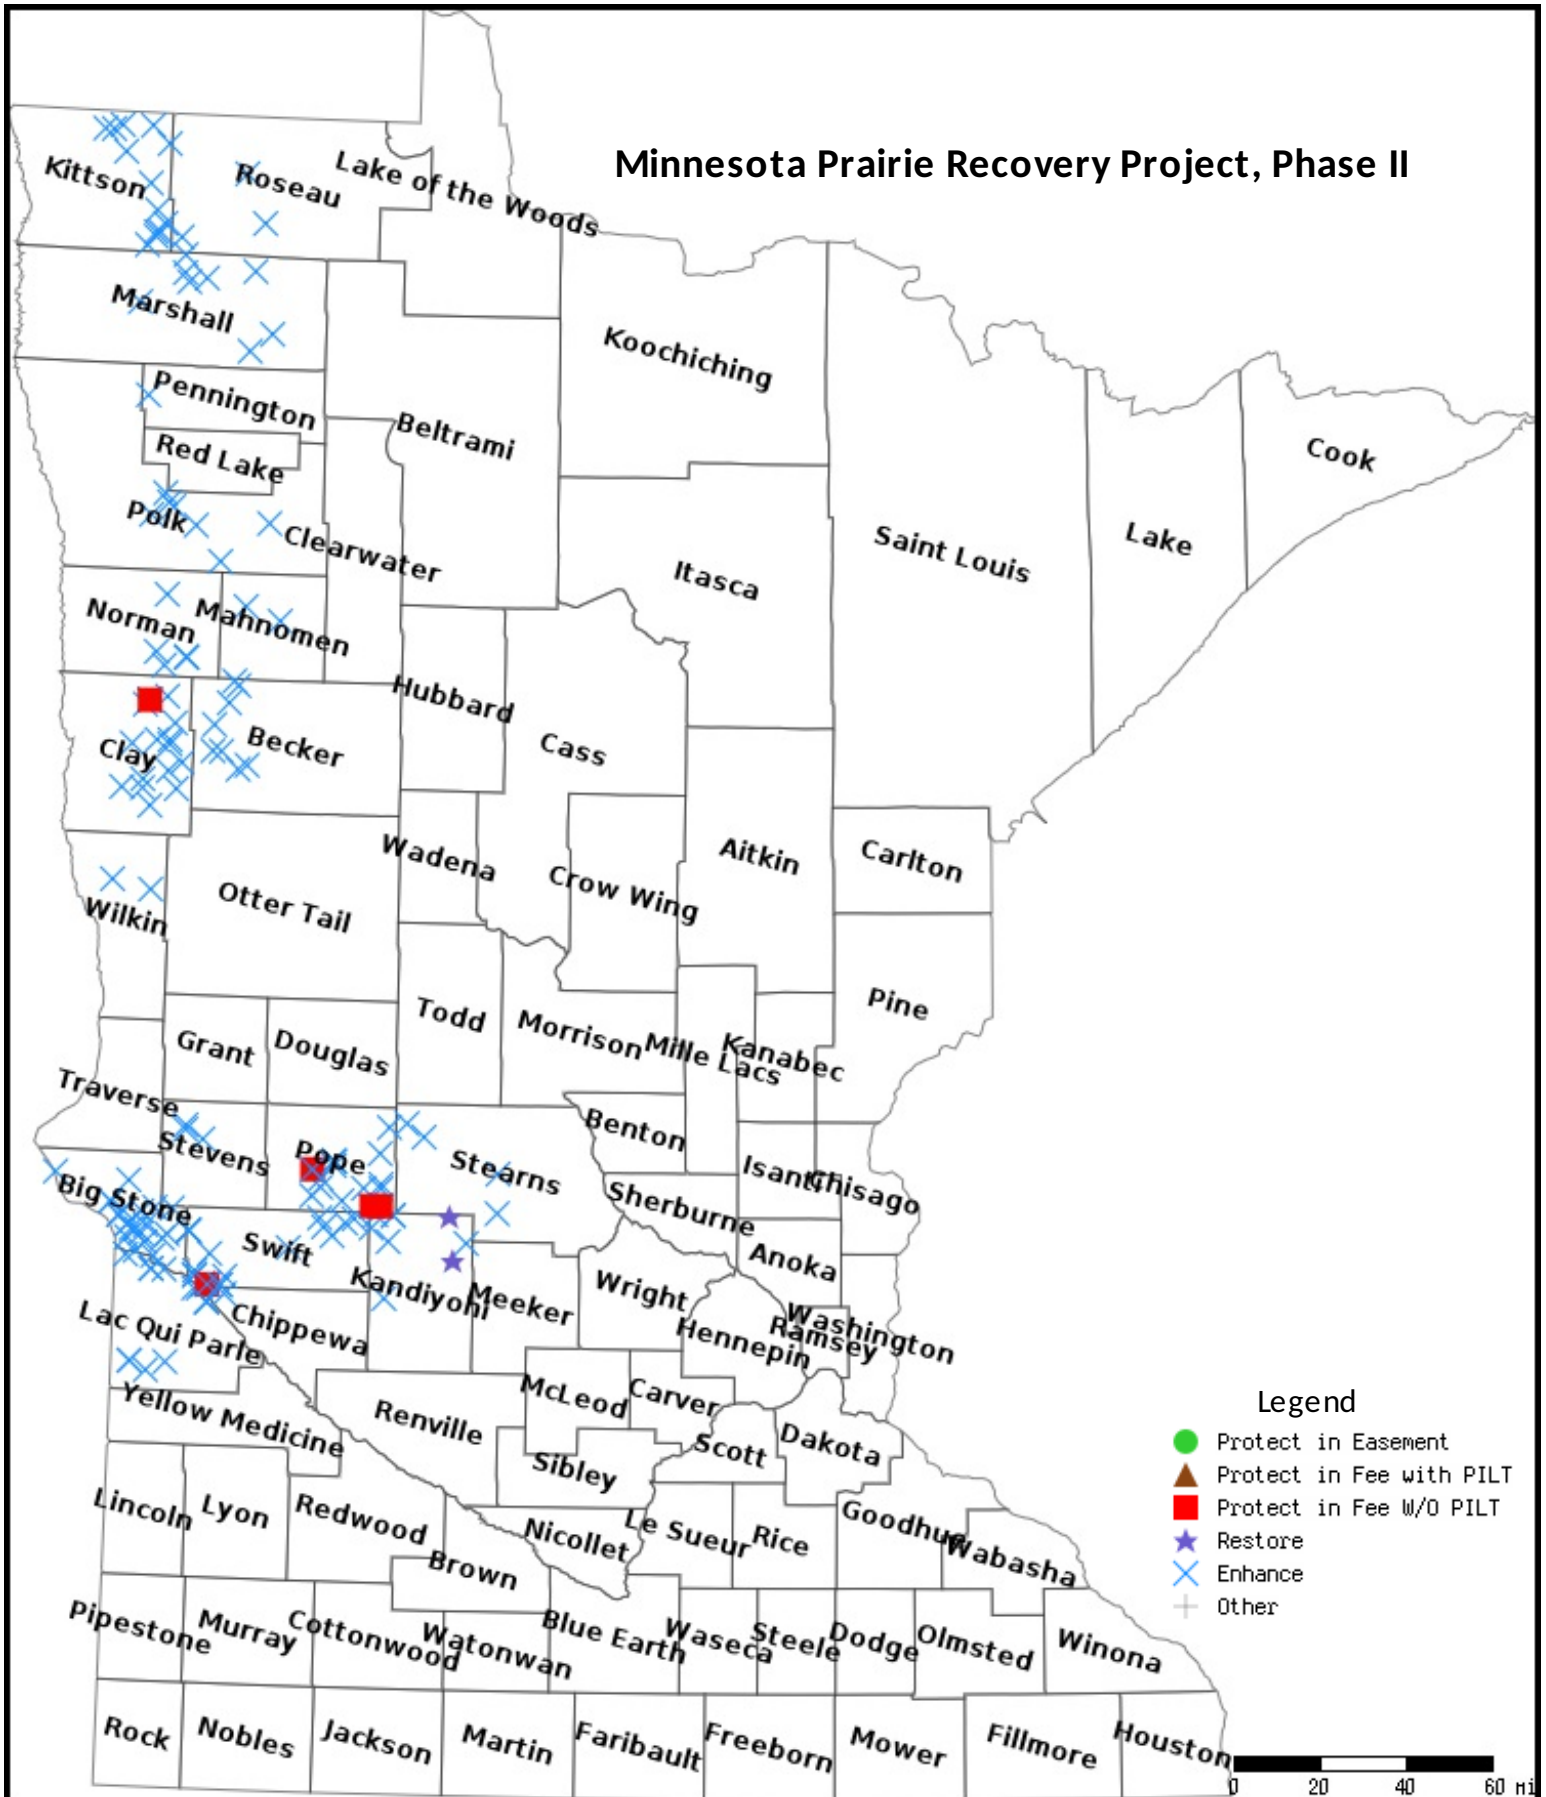 Minnesota Prairie Recovery Project, Phase II
Kittson
Roseau
Lake of the Woods
Marshall
Koochiching
Pennington
Beltrami
Red Lake
Cook
Polk
Clearwater
Saint Louis
Lake
Itasca
Norman
Mahnomen
Hubbard
Clay
Becker
Cass
Wadena
Aitkin
Carlton
Otter Tail
Crow Wing
Wilkin
Todd
Pine
Morrison
Mille Lacs
Kanabec
Grant
Douglas
Traverse
Benton
Stevens
Pope
Stearns
Isanti
Chisago
Big Stone
Sherburne
Swift
Anoka
Kandiyohi
Meeker
Wright
Washington
Ramsey
Hennepin
Lac Qui Parle
Chippewa
McLeod
Carver
Yellow Medicine
Renville
Scott
Dakota
Sibley
Lincoln
Lyon
Redwood
Nicollet
Le Sueur
Rice
Goodhue
Wabasha
Brown
Pipestone
Murray
Cottonwood
Watonwan
Blue Earth
Waseca
Steele
Dodge
Olmsted
Winona
Rock
Nobles
Jackson
Martin
Faribault
Freeborn
Mower
Fillmore
Houston
Legend
Protect in Easement
Protect in Fee with PILT
Protect in Fee W/O PILT
Restore
Enhance
Other
0 20 40 60 mi